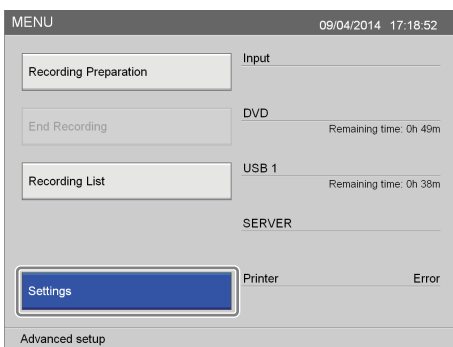 MENU 09/04/2014 17:18:52
Recording Preparation
Input
End Recording
DVD
Remaining time: 0h 49m
Recording List
USB 1
Remaining time: 0h 38m
SERVER
Settings
Printer Error
Advanced setup